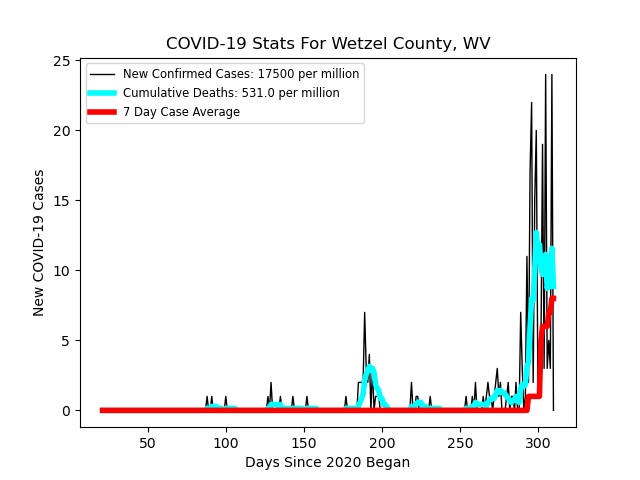 COVID-19 Stats For Wetzel County, WV
New Confirmed Cases: 17500 per million
Cumulative Deaths: 531.0 per million
7 Day Case Average
New COVID-19 Cases
25
20
15
10
5
0
50 100 150 200 250 300
Days Since 2020 Began